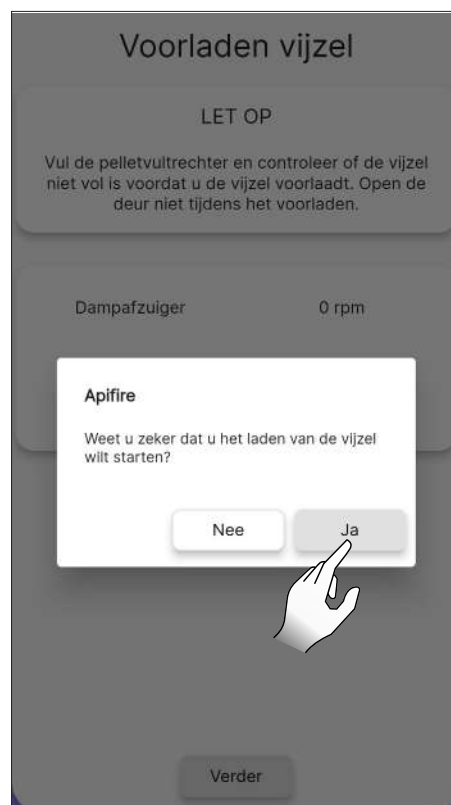 Voorladen vijzel
LET OP
Vul de pelletvultrechter en controleer of de vijzel
niet vol is voordat u de vijzel voorlaadt. Open de
deur niet tijdens het voorladen.
Dampafzuiger 0 rpm
Apifire
Weet u zeker dat u het laden van de vijzel
wilt starten?
Nee Ja
Verder